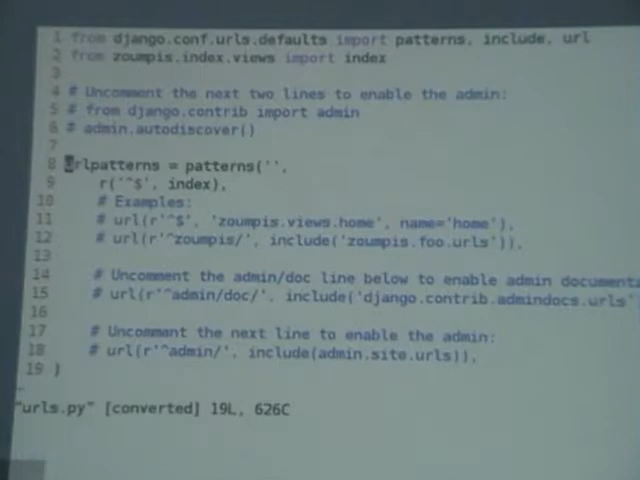 1 from django.conf.urls.defaults import patterns, include, url
2 from zoumpis.index.views import index
3
4 # Uncomment the next two lines to enable the admin:
5 # from django.contrib import admin
6 # admin.autodiscover()
7
8 urlpatterns = patterns('',
9 r('^$', index),
10 # Examples:
11 # url(r'^$', 'zoumpis.views.home', name='home'),
12 # url(r'^zoumpis/', include('zoumpis.foo.urls')),
13
14 # Uncomment the admin/doc line below to enable admin documenta
15 # url(r'^admin/doc/', include('django.contrib.admindocs.urls'
16
17 # Uncomment the next line to enable the admin:
18 # url(r'^admin/', include(admin.site.urls)),
19 )
~
"urls.py" [converted] 19L, 626C